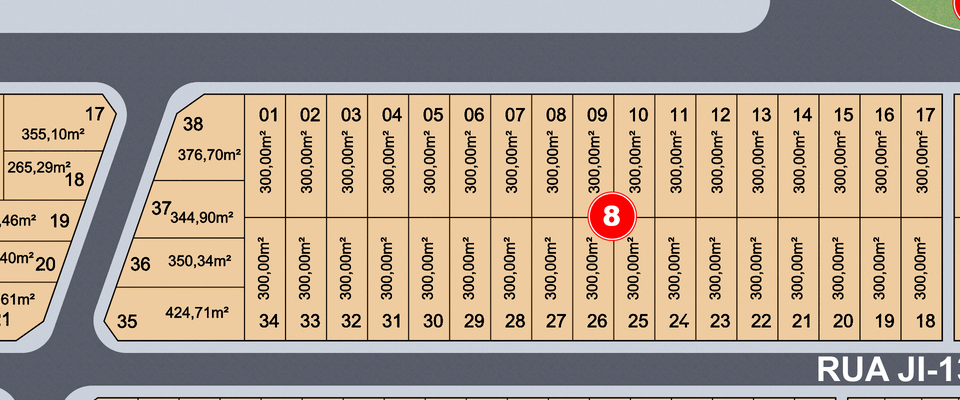 17
355,10m²
265,29m²
18
,46m² 19
40m² 20
61m²
38
376,70m²
37 344,90m²
36 350,34m²
35 424,71m²
01 02 03 04 05 06 07 08 09 10 11 12 13 14 15 16 17
300,00m² 300,00m² 300,00m² 300,00m² 300,00m² 300,00m² 300,00m² 300,00m² 300,00m² 300,00m² 300,00m² 300,00m² 300,00m² 300,00m² 300,00m² 300,00m² 300,00m²
8
300,00m² 300,00m² 300,00m² 300,00m² 300,00m² 300,00m² 300,00m² 300,00m² 300,00m² 300,00m² 300,00m² 300,00m² 300,00m² 300,00m² 300,00m² 300,00m² 300,00m²
34 33 32 31 30 29 28 27 26 25 24 23 22 21 20 19 18
RUA JI-13